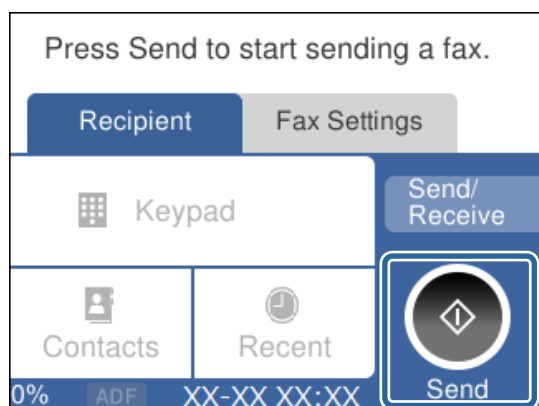 Press Send to start sending a fax.
Recipient
Fax Settings
Keypad
Send/
Receive
Contacts
Recent
Send
0%
ADF
XX-XX XX:XX